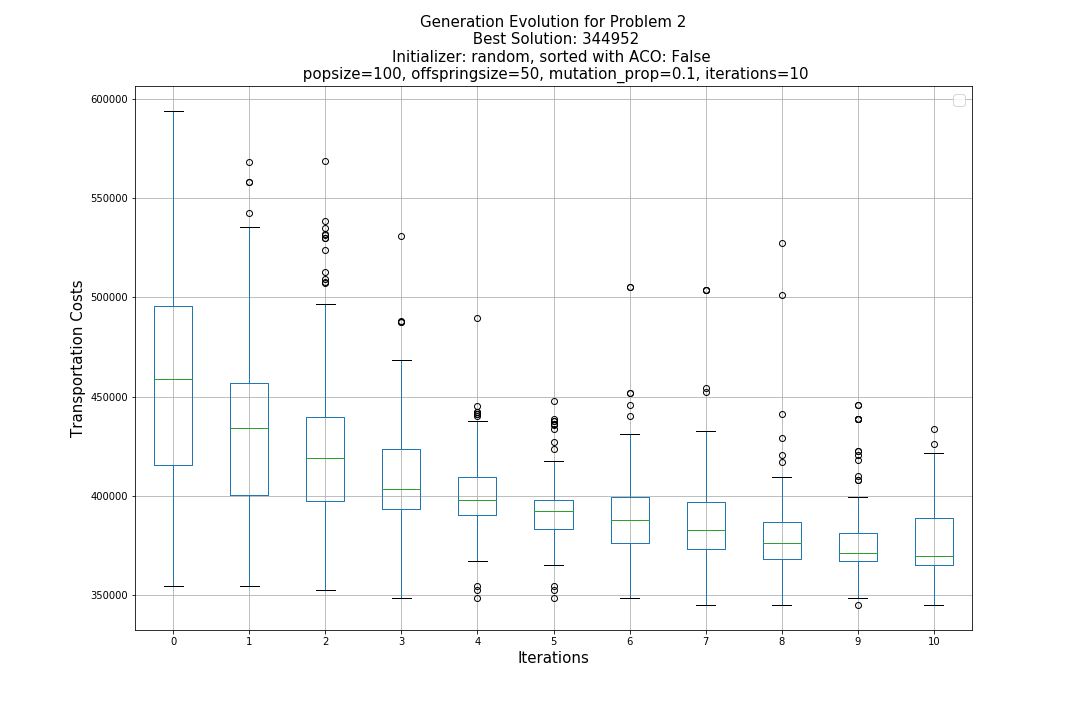 Generation Evolution for Problem 2
Best Solution: 344952
Initializer: random, sorted with ACO: False
popsize=100, offspringsize=50, mutation_prop=0.1, iterations=10
600000
550000
500000
450000
400000
350000
Transportation Costs
0 1 2 3 4 5 6 7 8 9 10
Iterations